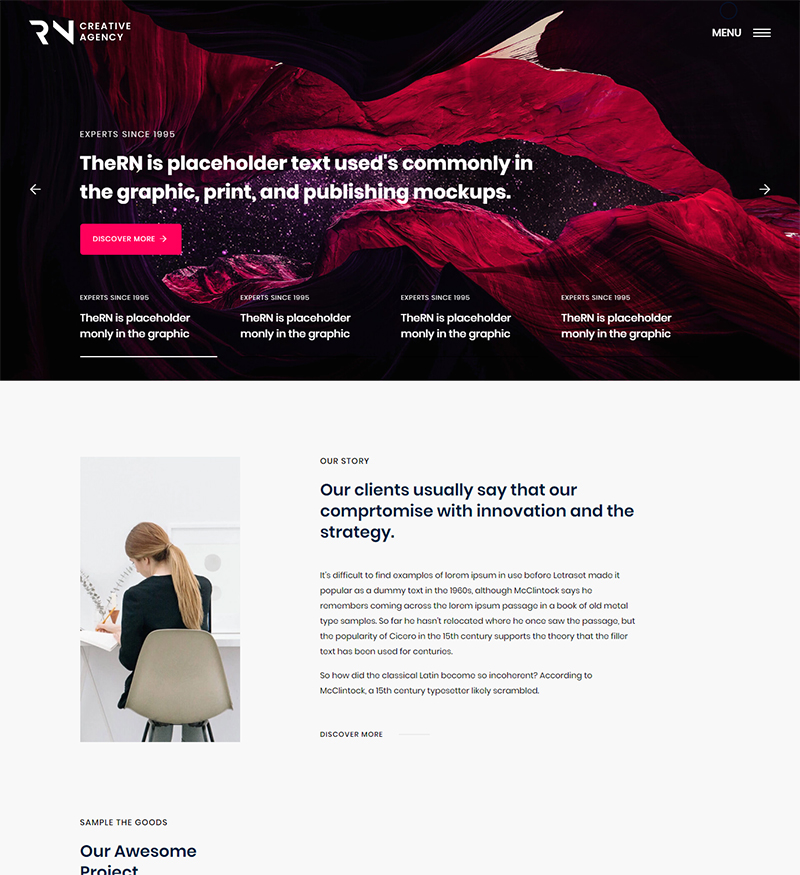 RN CREATIVE
AGENCY
MENU
EXPERTS SINCE 1995
TheRN is placeholder text used's commonly in
the graphic, print, and publishing mockups.
DISCOVER MORE
EXPERTS SINCE 1995
TheRN is placeholder
monly in the graphic
EXPERTS SINCE 1995
TheRN is placeholder
monly in the graphic
EXPERTS SINCE 1995
TheRN is placeholder
monly in the graphic
EXPERTS SINCE 1995
TheRN is placeholder
monly in the graphic
OUR STORY
Our clients usually say that our
comprtomise with innovation and the
strategy.
It's difficult to find examples of lorem ipsum in use before Letraset made it
popular as a dummy text in the 1960s, although McClintock says he
remembers coming across the lorem ipsum passage in a book of old metal
type samples. So far he hasn't relocated where he once saw the passage, but
the popularity of Cicero in the 15th century supports the theory that the filler
text has been used for centuries.
So how did the classical Latin become so incoherent? According to
McClintock, a 15th century typesetter likely scrambled.
DISCOVER MORE
SAMPLE THE GOODS
Our Awesome
Project